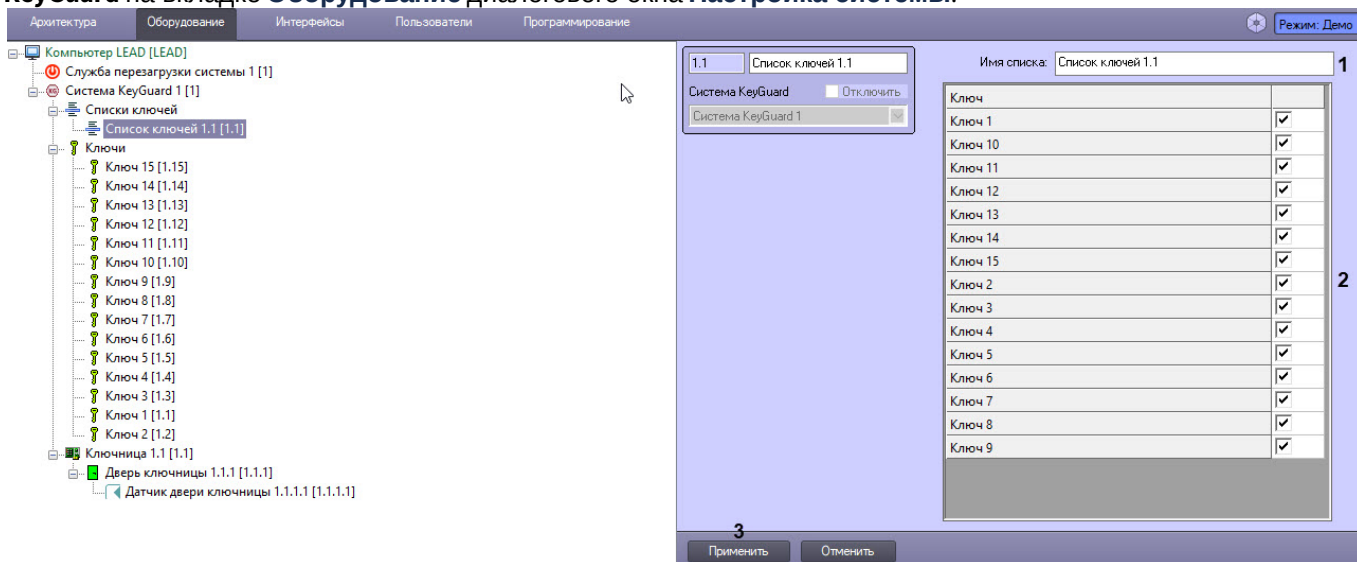 KeyGuard на вкладке Оборудование диалогового окна Настройка системы.
Архитектура Оборудование Интерфейсы Пользователи Программирование Режим: Демо
Компьютер LEAD [LEAD]
Служба перезагрузки системы 1 [1]
Система KeyGuard 1 [1]
Списки ключей
Список ключей 1.1 [1.1]
Ключи
Ключ 15 [1.15]
Ключ 14 [1.14]
Ключ 13 [1.13]
Ключ 12 [1.12]
Ключ 11 [1.11]
Ключ 10 [1.10]
Ключ 9 [1.9]
Ключ 8 [1.8]
Ключ 7 [1.7]
Ключ 6 [1.6]
Ключ 5 [1.5]
Ключ 4 [1.4]
Ключ 3 [1.3]
Ключ 1 [1.1]
Ключ 2 [1.2]
Ключница 1.1 [1.1]
Дверь ключницы 1.1.1 [1.1.1]
Датчик двери ключницы 1.1.1.1 [1.1.1.1]
1.1 Список ключей 1.1
Система KeyGuard Отключить
Система KeyGuard 1
Имя списка: Список ключей 1.1 1
Ключ
Ключ 1
Ключ 10
Ключ 11
Ключ 12
Ключ 13
Ключ 14
Ключ 15
Ключ 2 2
Ключ 3
Ключ 4
Ключ 5
Ключ 6
Ключ 7
Ключ 8
Ключ 9
3
Применить Отменить